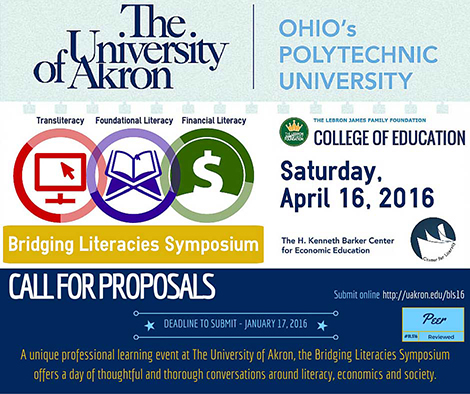 The
University
of Akron
OHIO's
POLYTECHNIC
UNIVERSITY
Transliteracy
Foundational Literacy
Financial Literacy
$
Bridging Literacies Symposium
THE LEBRON JAMES FAMILY FOUNDATION
COLLEGE OF EDUCATION
Saturday,
April 16, 2016
The H. Kenneth Barker Center
for Economic Education
Center for Literacy
CALL FOR PROPOSALS
Submit online http://uakron.edu/bls16
DEADLINE TO SUBMIT - JANUARY 17, 2016
Peer
Reviewed
A unique professional learning event at The University of Akron, the Bridging Literacies Symposium
offers a day of thoughtful and thorough conversations around literacy, economics and society.